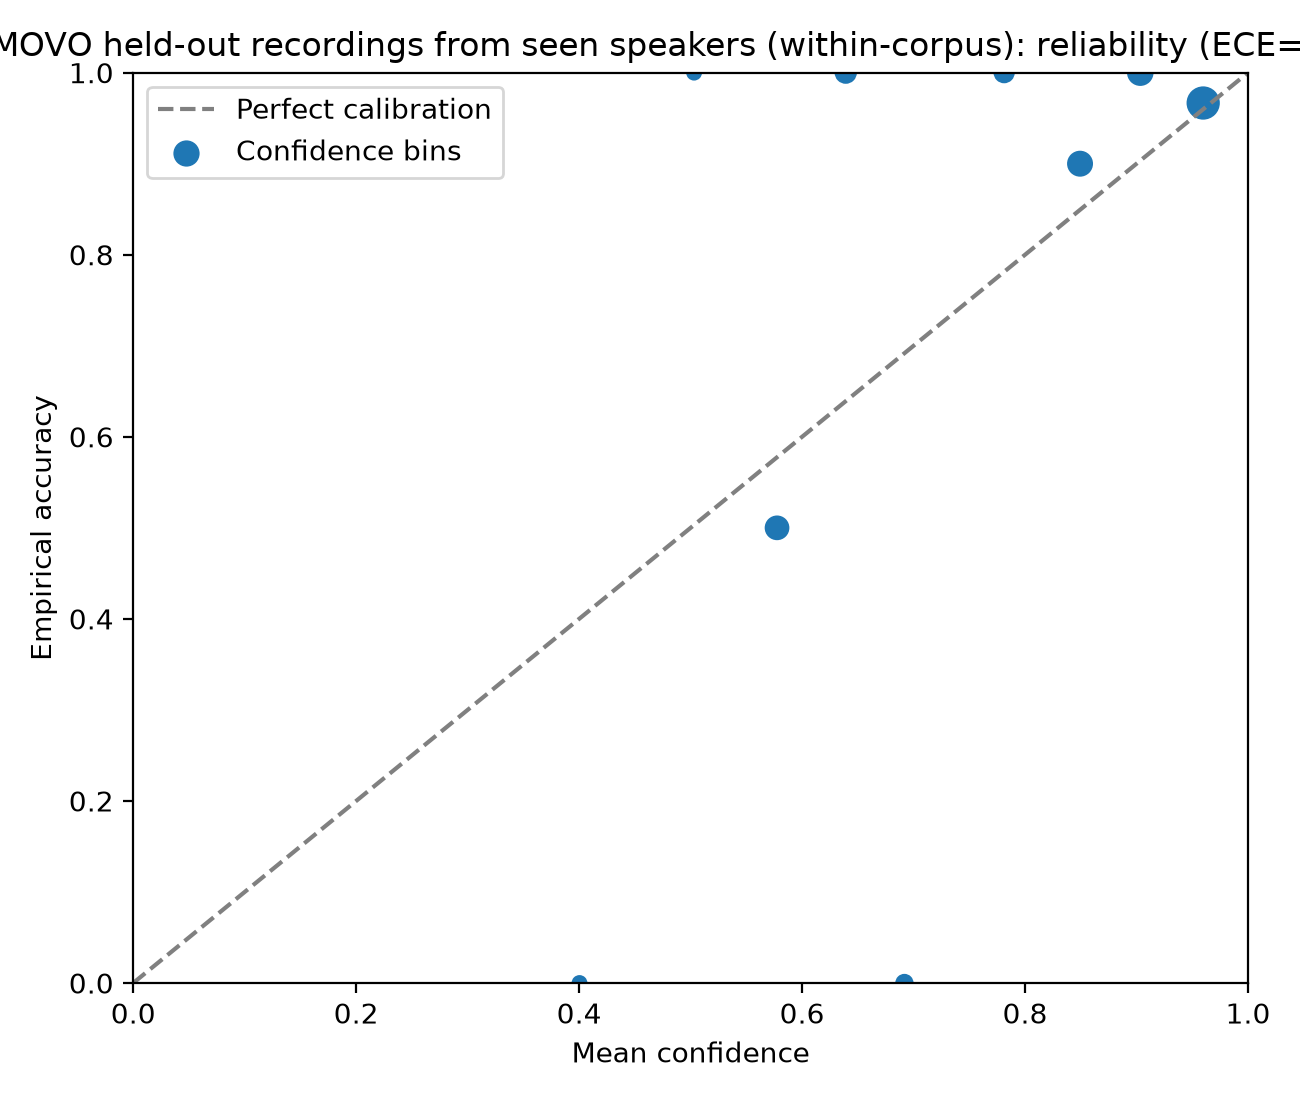 MOVO held-out recordings from seen speakers (within-corpus): reliability (ECE=
Perfect calibration
Confidence bins
1.0
0.8
0.6
0.4
0.2
0.0
Empirical accuracy
0.0 0.2 0.4 0.6 0.8 1.0
Mean confidence